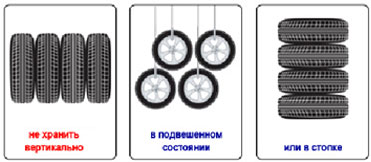 не хранить
вертикально
в подвешенном
состоянии
или в стопке